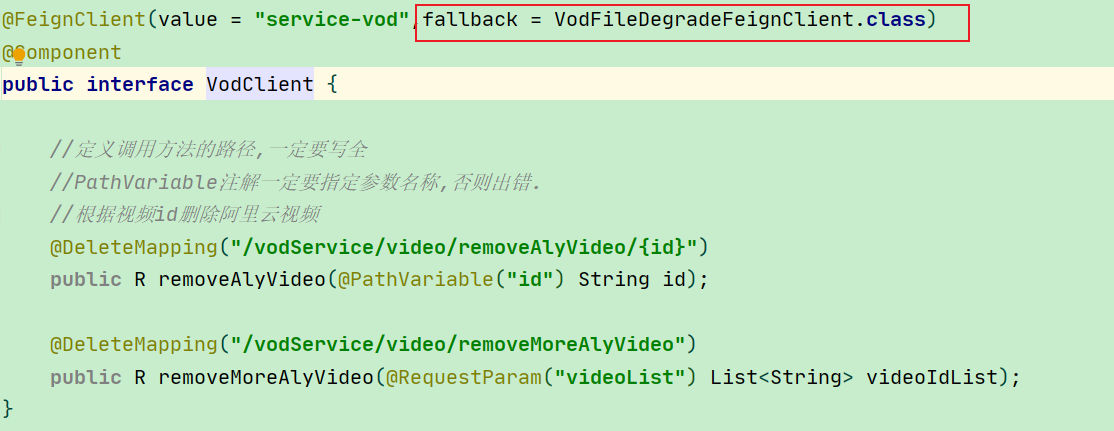 @FeignClient(value = "service-vod",fallback = VodFileDegradeFeignClient.class)
@Component
public interface VodClient {
//定义调用方法的路径,一定要写全
//PathVariable注解一定要指定参数名称,否则出错.
//根据视频id删除阿里云视频
@DeleteMapping("/vodService/video/removeAlyVideo/{id}")
public R removeAlyVideo(@PathVariable("id") String id);
@DeleteMapping("/vodService/video/removeMoreAlyVideo")
public R removeMoreAlyVideo(@RequestParam("videoList") List<String> videoIdList);
}